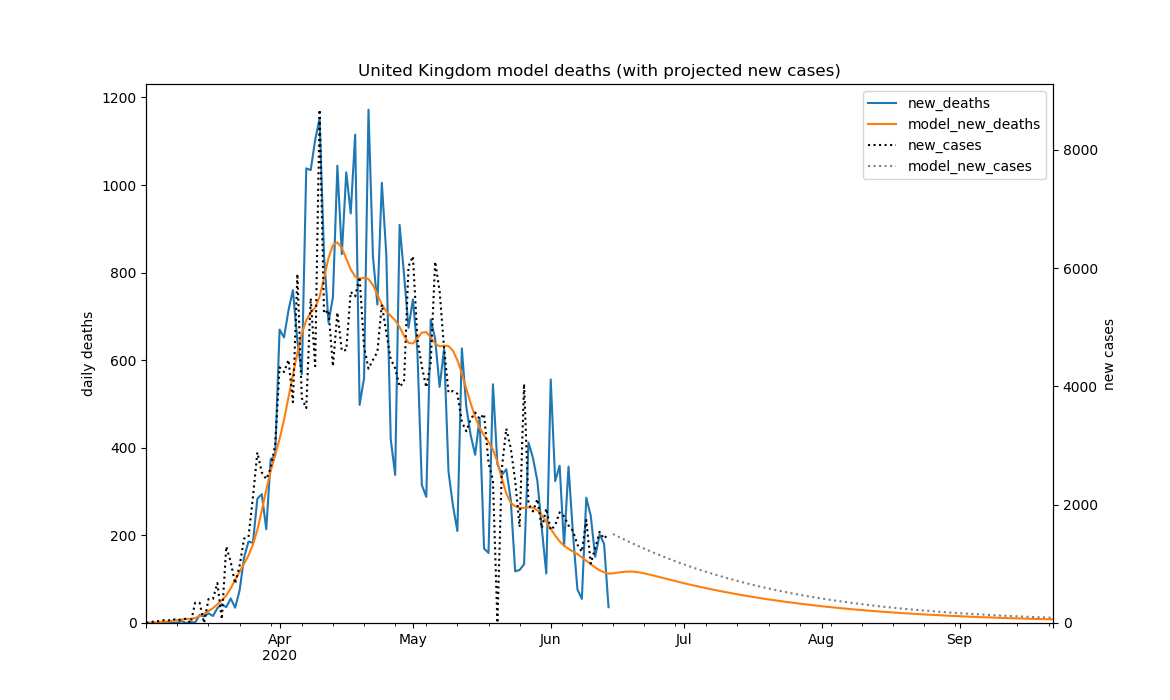 United Kingdom model deaths (with projected new cases)
new_deaths
model_new_deaths
new_cases
model_new_cases
daily deaths
1200
1000
800
600
400
200
0
new cases
8000
6000
4000
2000
0
Apr
2020
May
Jun
Jul
Aug
Sep